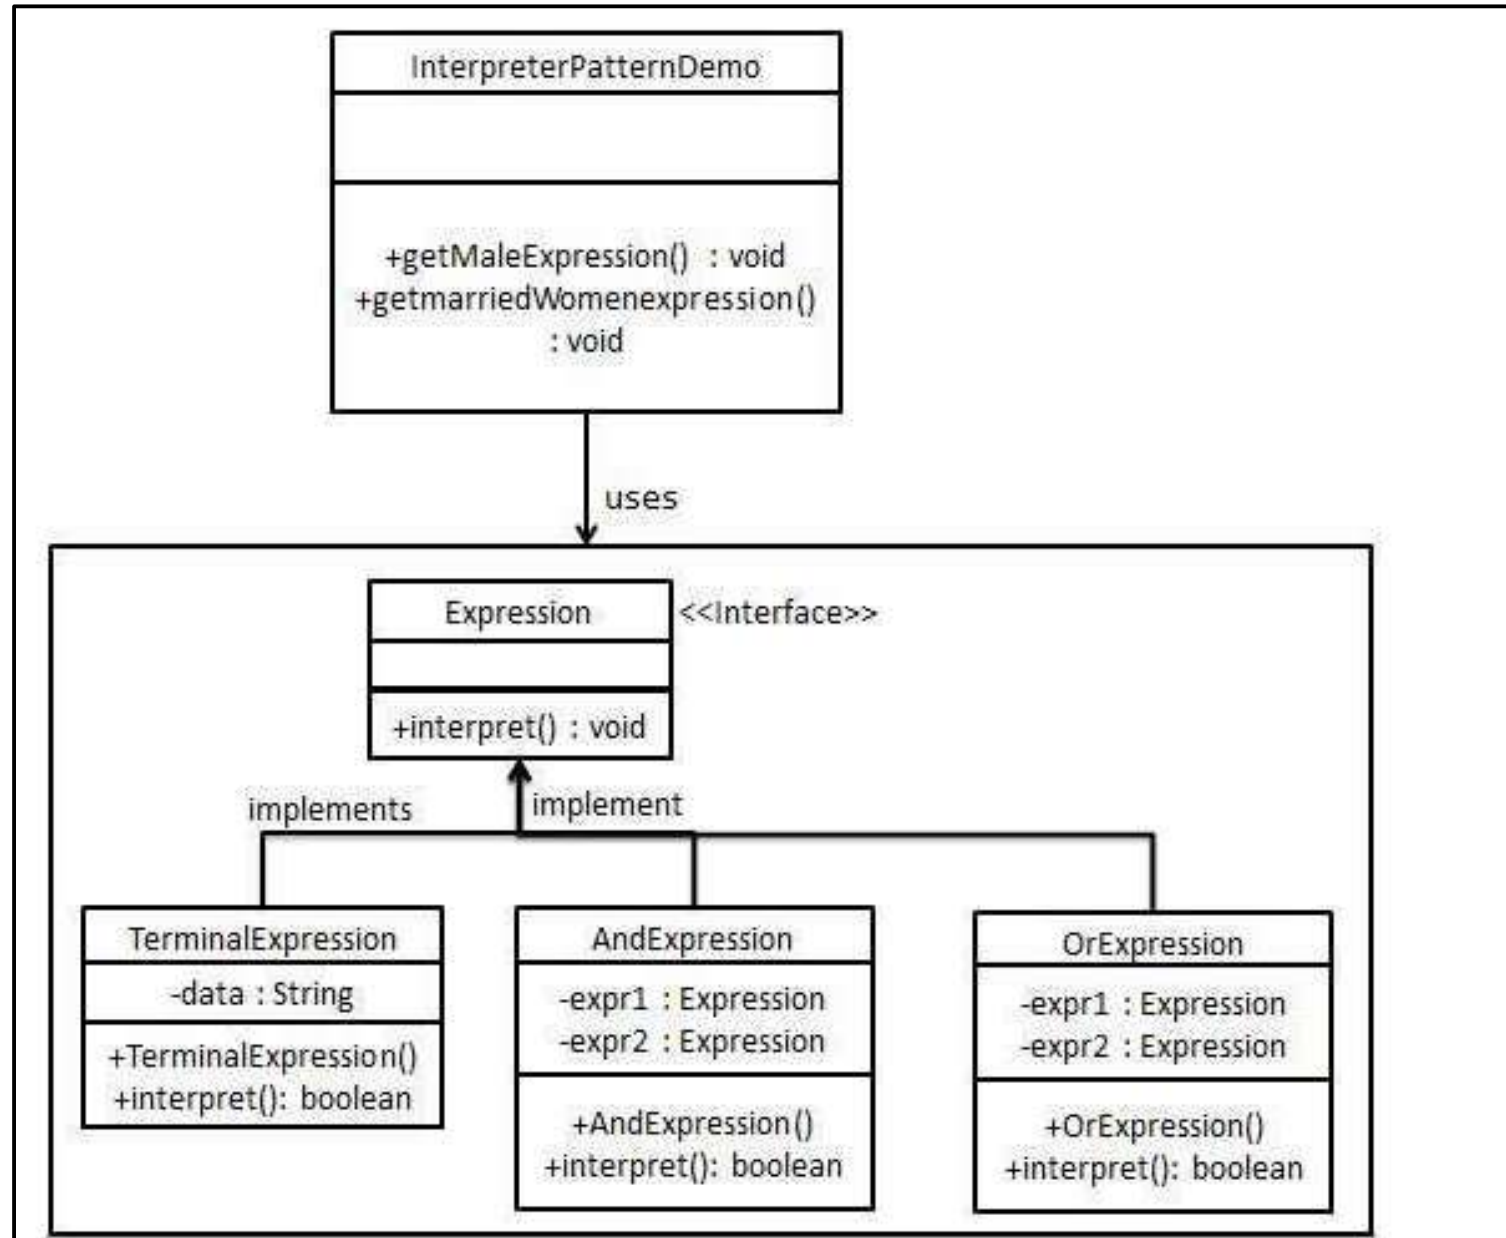 InterpreterPatternDemo
+getMaleExpression() : void
+getmarriedWomenexpression()
: void
uses
Expression
<<Interface>>
+interpret() : void
implements
implement
TerminalExpression
-data : String
+TerminalExpression()
+interpret(): boolean
AndExpression
-expr1 : Expression
-expr2 : Expression
+AndExpression()
+interpret(): boolean
OrExpression
-expr1 : Expression
-expr2 : Expression
+OrExpression()
+interpret(): boolean